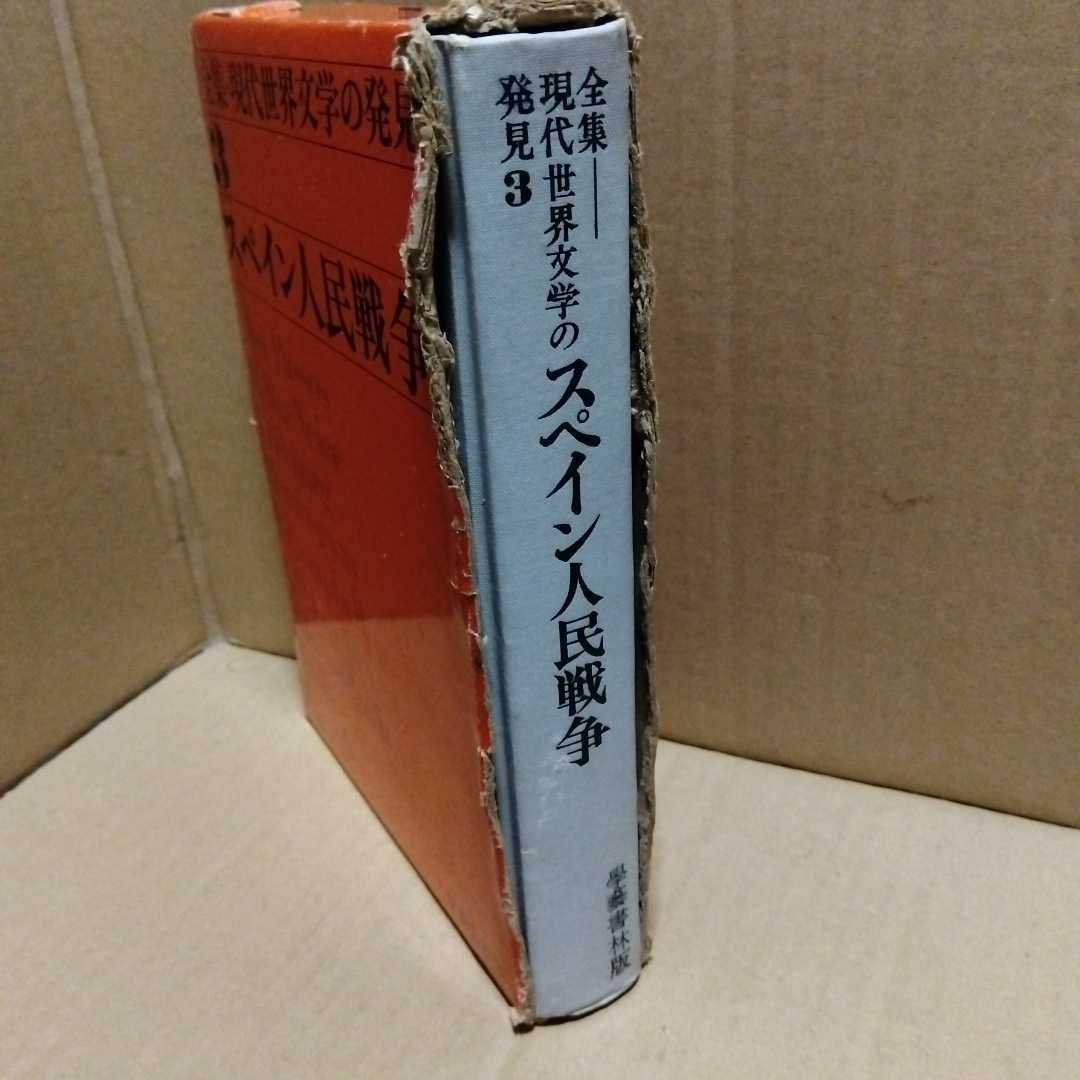 全集 現代世界文学の発見
3
スペイン人民戦争
全集──
現代世界文学の
発見3
スペイン人民戦争
學藝書林版